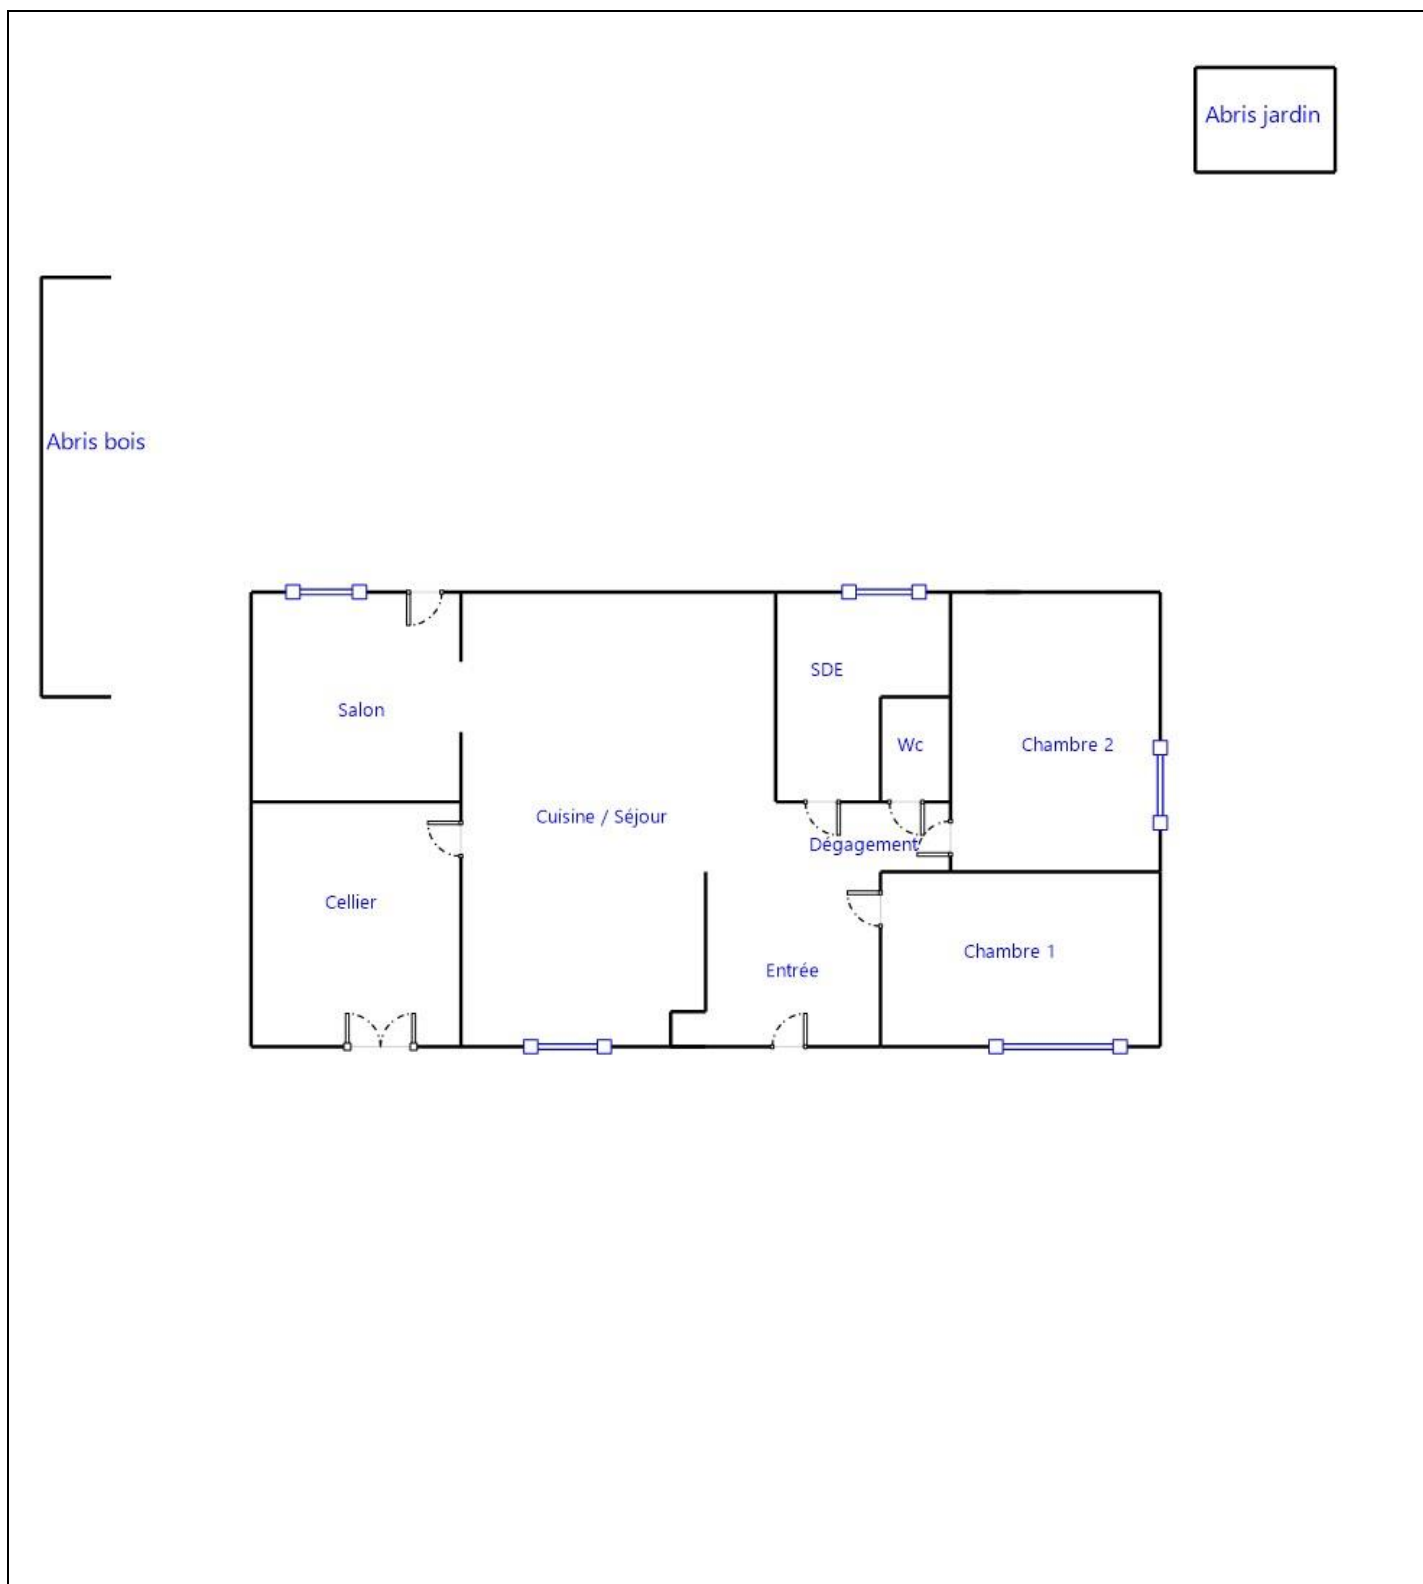 Abris jardin
Abris bois
SDE
Salon
Wc
Chambre 2
Cuisine / Séjour
Dégagement
Cellier
Chambre 1
Entrée